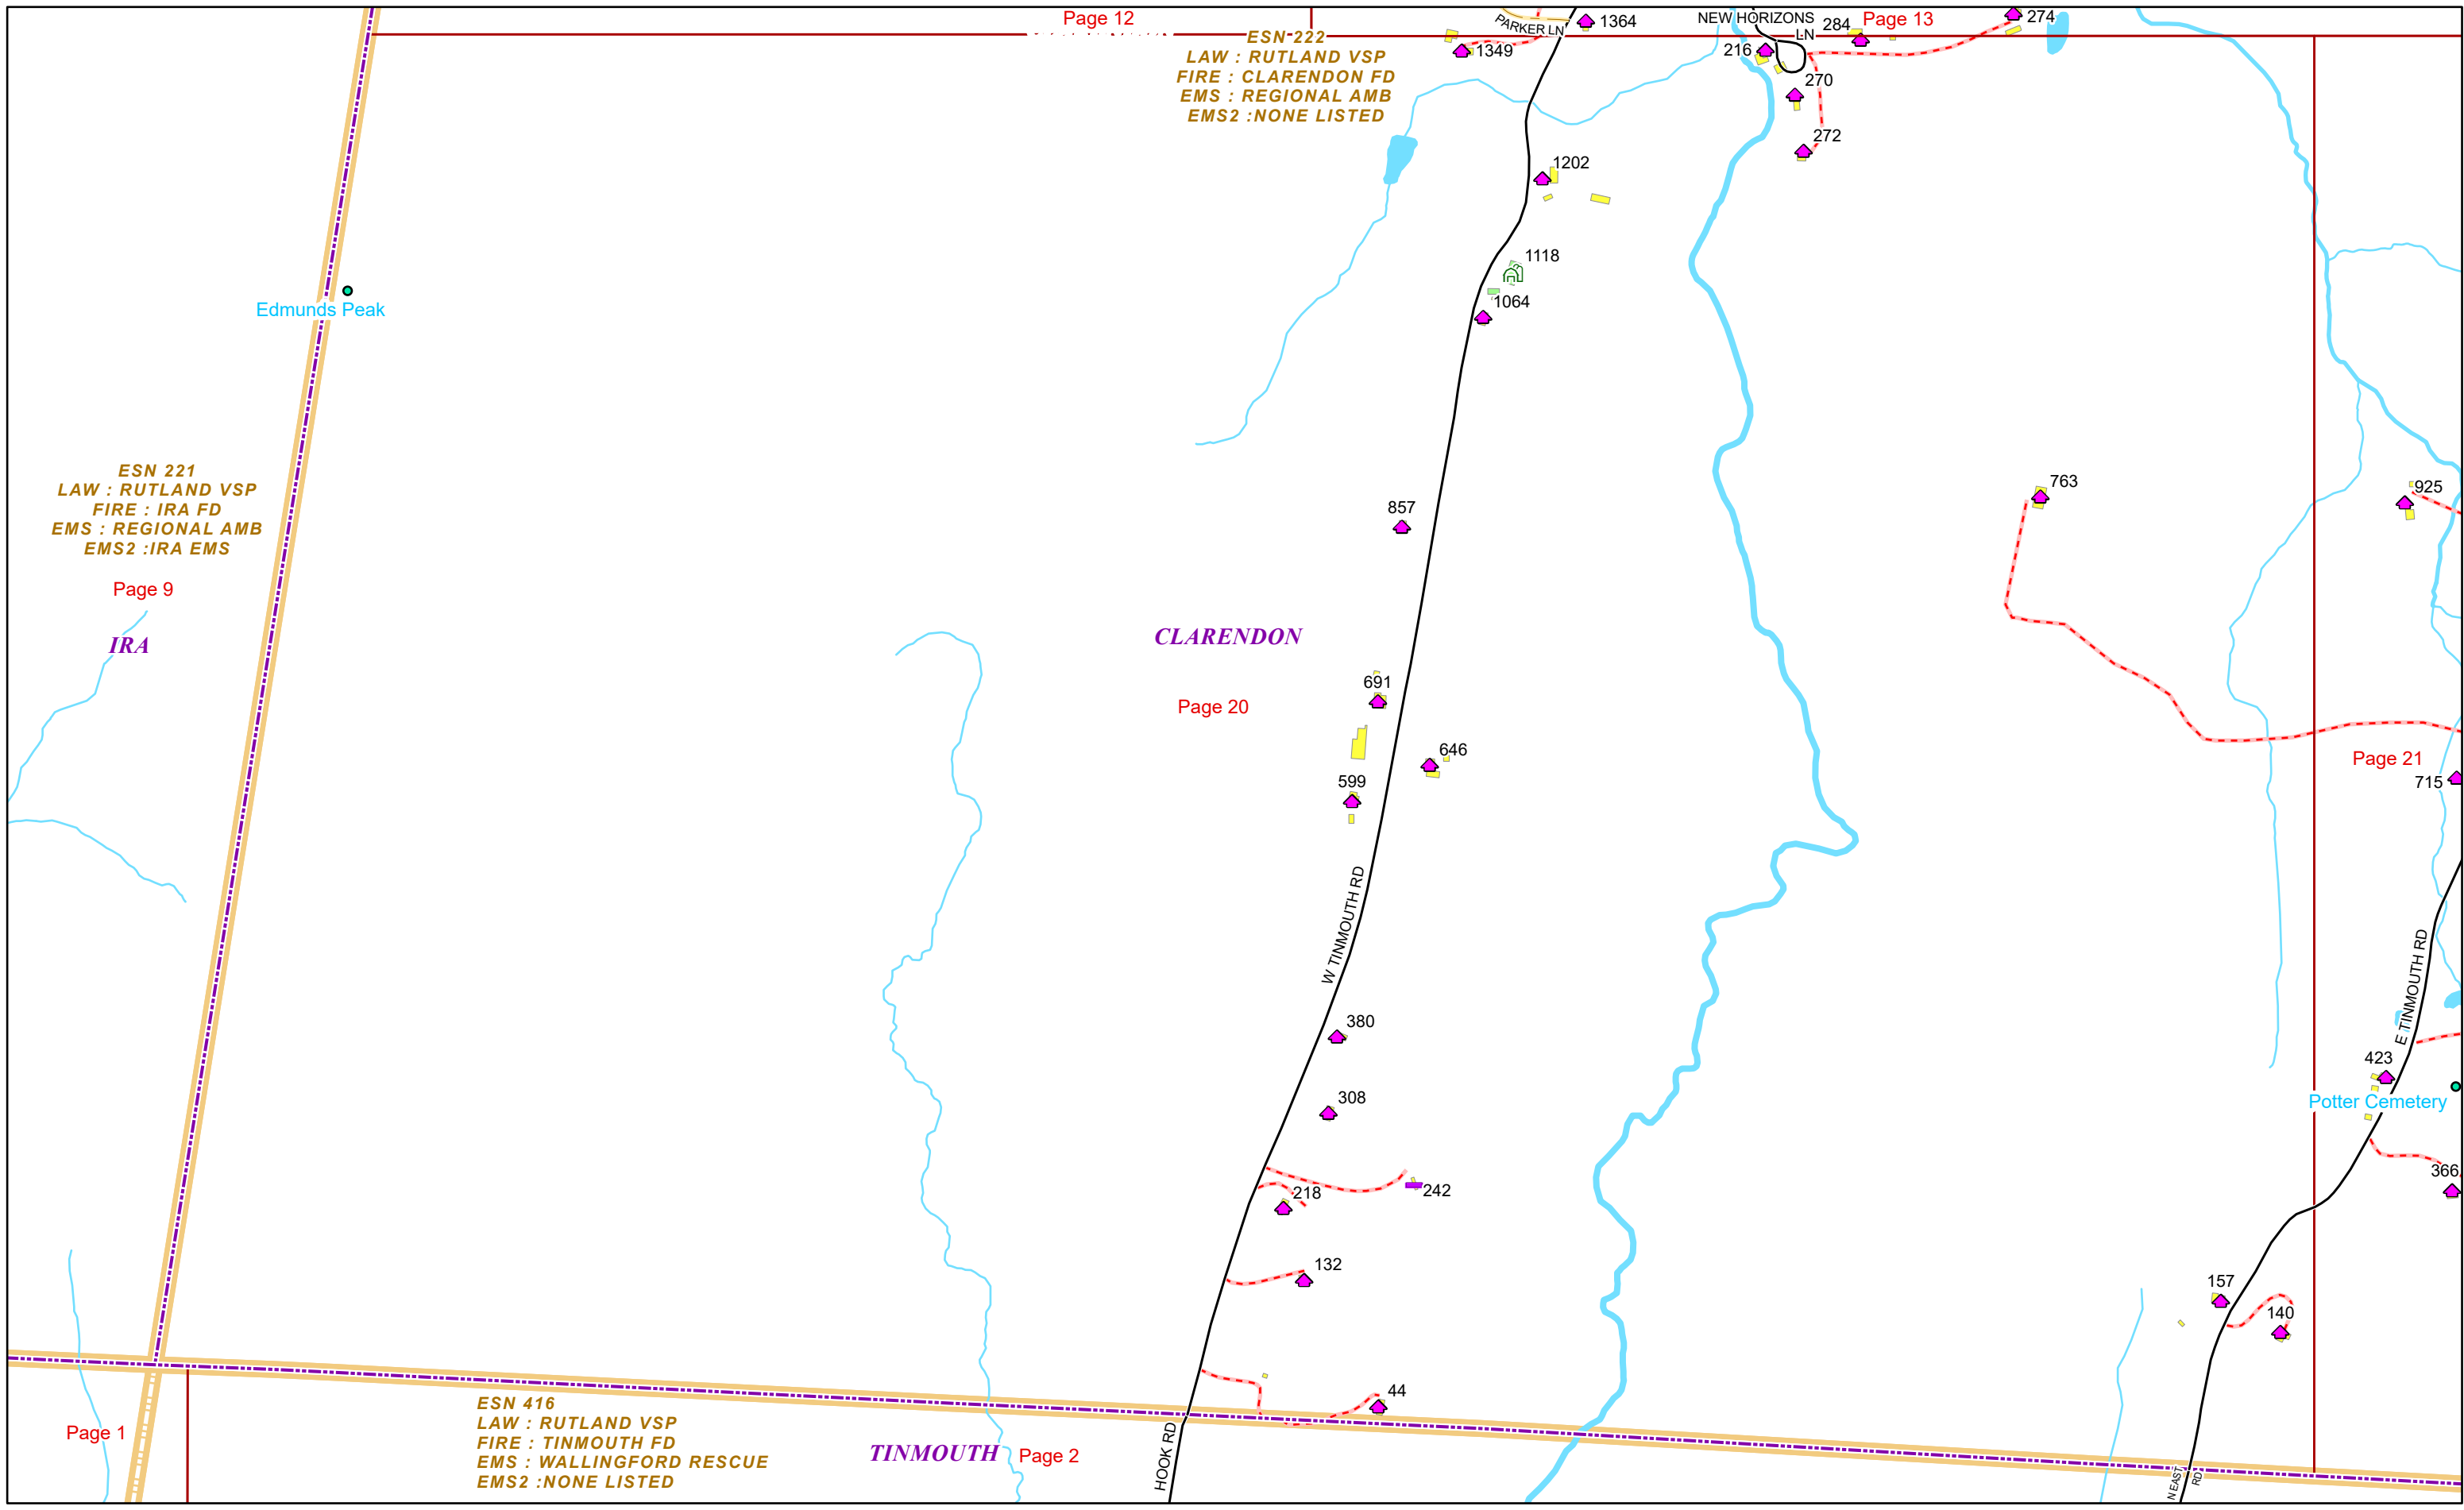 Page 12
PARKER LN
1364
NEW HORIZONS
LN
284
Page 13
274
ESN 222
LAW : RUTLAND VSP
FIRE : CLARENDON FD
EMS : REGIONAL AMB
EMS2 :NONE LISTED
1349
216
270
272
1202
1118
1064
Edmunds Peak
ESN 221
LAW : RUTLAND VSP
FIRE : IRA FD
EMS : REGIONAL AMB
EMS2 :IRA EMS
Page 9
IRA
857
763
925
CLARENDON
691
Page 20
646
599
Page 21
715
W TINMOUTH RD
E TINMOUTH RD
380
308
423
Potter Cemetery
366
218
242
132
157
140
44
ESN 416
LAW : RUTLAND VSP
FIRE : TINMOUTH FD
EMS : WALLINGFORD RESCUE
EMS2 :NONE LISTED
Page 1
TINMOUTH
Page 2
HOOK RD
N EAST
RD